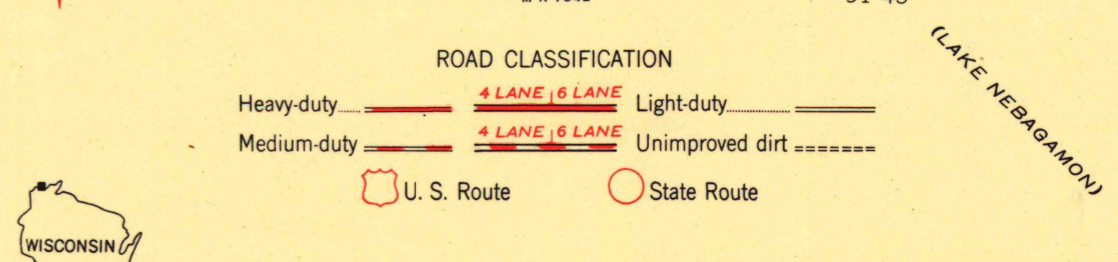 ROAD CLASSIFICATION
4 LANE 6 LANE
Heavy-duty Light-duty
4 LANE 6 LANE
Medium-duty Unimproved dirt
U. S. Route State Route
(LAKE NEBAGAMON)
WISCONSIN